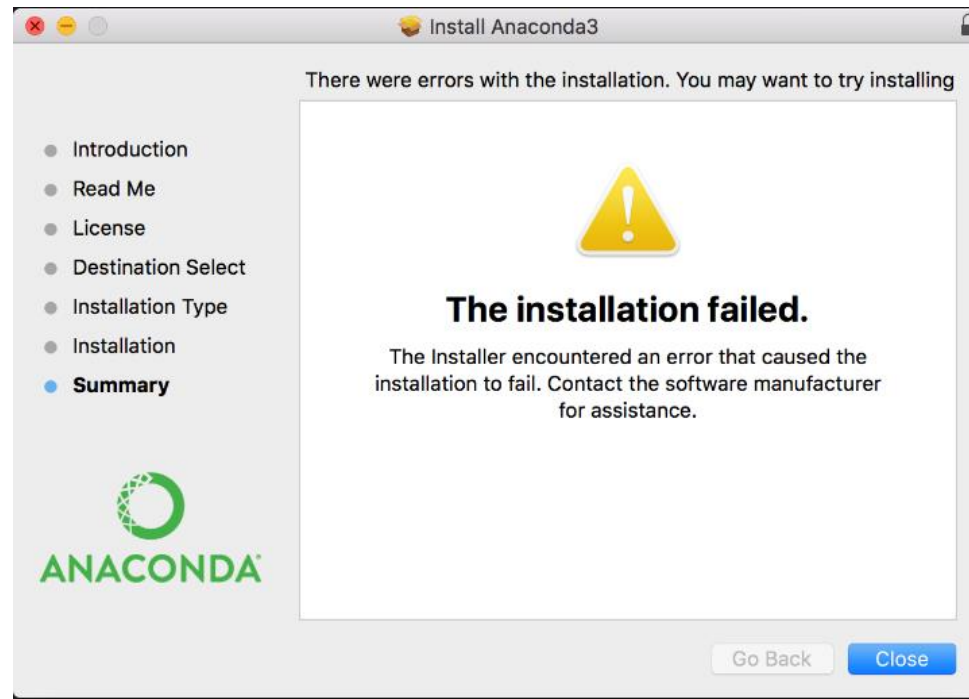 Install Anaconda3
There were errors with the installation. You may want to try installing
Introduction
Read Me
License
Destination Select
Installation Type
Installation
Summary
The installation failed.
The Installer encountered an error that caused the
installation to fail. Contact the software manufacturer
for assistance.
ANACONDA
Go Back
Close